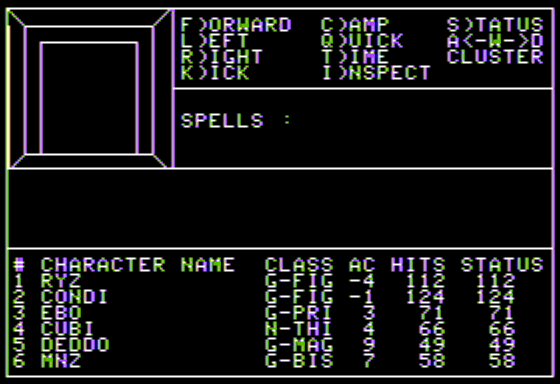 F)ORWARD C)AMP S)TATUS
L)EFT Q)UICK A<-W->D
R)IGHT T)IME CLUSTER
K)ICK I)NSPECT
SPELLS :
# CHARACTER NAME CLASS AC HITS STATUS
1 RYZ G-FIG -4 112 112
2 CONDI G-FIG -1 124 124
3 EBO G-PRI 3 71 71
4 CUBI N-THI 4 66 66
5 DEDDO G-MAG 9 49 49
6 MNZ G-BIS 7 58 58